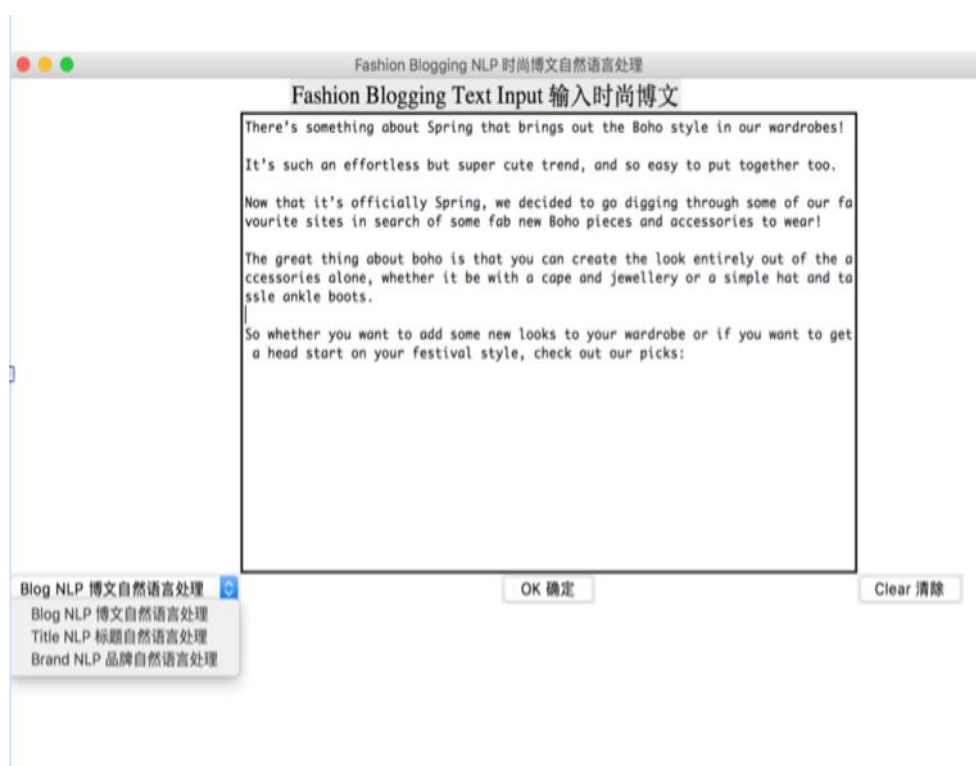 Fashion Blogging NLP 时尚博文自然语言处理
Fashion Blogging Text Input 输入时尚博文
There's something about Spring that brings out the Boho style in our wardrobes!
It's such an effortless but super cute trend, and so easy to put together too.
Now that it's officially Spring, we decided to go digging through some of our fa
vourite sites in search of some fab new Boho pieces and accessories to wear!
The great thing about boho is that you can create the look entirely out of the a
ccessories alone, whether it be with a cape and jewellery or a simple hat and ta
ssle ankle boots.
So whether you want to add some new looks to your wardrobe or if you want to get
a head start on your festival style, check out our picks:
Blog NLP 博文自然语言处理
OK 确定
Clear 清除
Blog NLP 博文自然语言处理
Title NLP 标题自然语言处理
Brand NLP 品牌自然语言处理